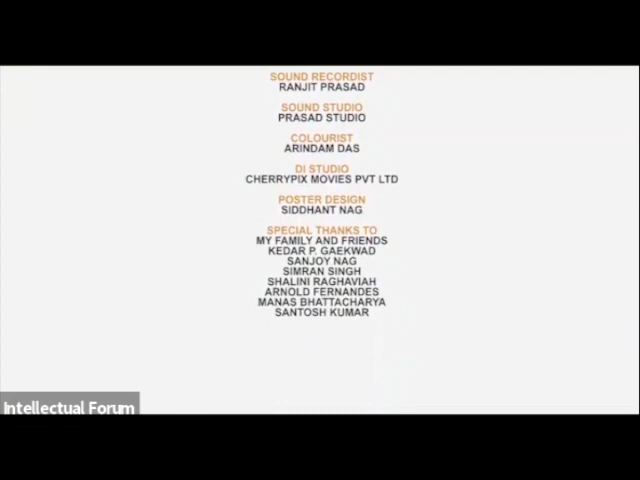 SOUND RECORDIST
RANJIT PRASAD
SOUND STUDIO
PRASAD STUDIO
COLOURIST
ARINDAM DAS
DI STUDIO
CHERRYPIX MOVIES PVT LTD
POSTER DESIGN
SIDDHANT NAG
SPECIAL THANKS TO
MY FAMILY AND FRIENDS
KEDAR P. GAEKWAD
SANJOY NAG
SIMRAN SINGH
SHALINI RAGHAVIAH
ARNOLD FERNANDES
MANAS BHATTACHARYA
SANTOSH KUMAR
Intellectual Forum